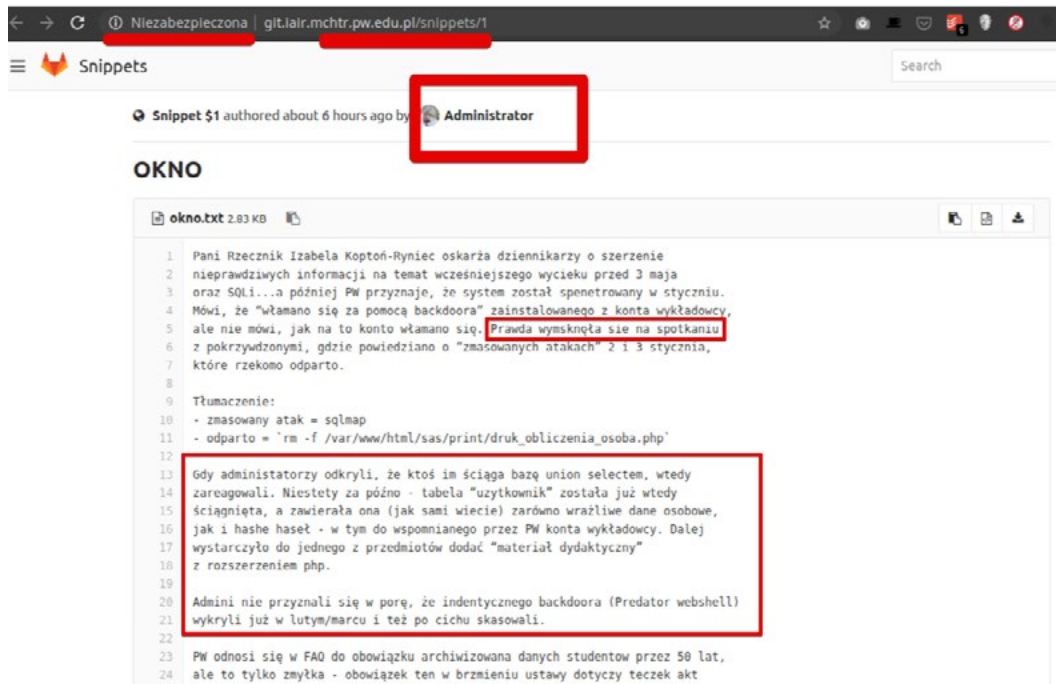 Niezabezpieczona | git.lair.mchtr.pw.edu.pl/snippets/1
6
Snippets
Search
Snippet $1 authored about 6 hours ago by Administrator
OKNO
okno.txt 2.83 KB
1 Pani Rzecznik Izabela Koptoń-Ryniec oskarża dziennikarzy o szerzenie
2 nieprawdziwych informacji na temat wcześniejszego wycieku przed 3 maja
3 oraz SQLi...a później PW przyznaje, że system został spenetrowany w styczniu.
4 Mówi, że “włamano się za pomocą backdoora” zainstalowanego z konta wykładowcy,
5 ale nie mówi, jak na to konto włamano się. Prawda wymsknęła sie na spotkaniu
6 z pokrzywdzonymi, gdzie powiedziano o “zmasowanych atakach” 2 i 3 stycznia,
7 które rzekomo odparto.
8
9 Tłumaczenie:
10 - zmasowany atak = sqlmap
11 - odparto = `rm -f /var/www/html/sas/print/druk_obliczenia_osoba.php`
12
13 Gdy administatorzy odkryli, że ktoś im ściąga bazę union selectem, wtedy
14 zareagowali. Niestety za późno - tabela “uzytkownik” została już wtedy
15 ściągnięta, a zawierała ona (jak sami wiecie) zarówno wrażliwe dane osobowe,
16 jak i hashe haseł - w tym do wspomnianego przez PW konta wykładowcy. Dalej
17 wystarczyło do jednego z przedmiotów dodać “materiał dydaktyczny”
18 z rozszerzeniem php.
19
20 Admini nie przyznali się w porę, że indentycznego backdoora (Predator webshell)
21 wykryli już w lutym/marcu i też po cichu skasowali.
22
23 PW odnosi się w FAQ do obowiązku archiwizowana danych studentow przez 50 lat,
24 ale to tylko zmyłka - obowiązek ten w brzmieniu ustawy dotyczy teczek akt